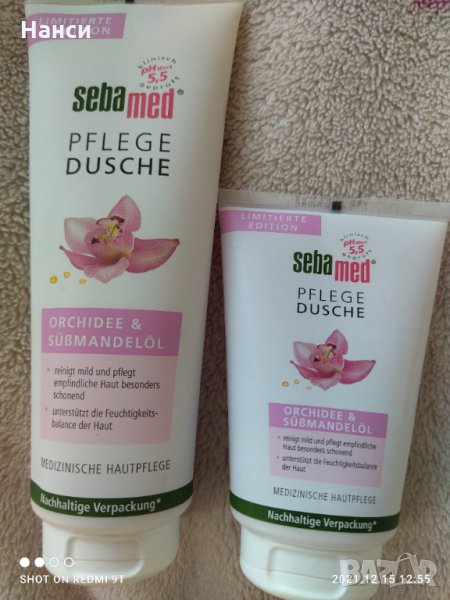 Нанси
LIMITIERTE
EDITION
klinisch
pH-Wert
5,5
geprüft
sebamed®
PFLEGE
DUSCHE
ORCHIDEE &
SÜßMANDELÖL
• reinigt mild und pflegt
empfindliche Haut besonders
schonend
• unterstützt die Feuchtigkeits-
balance der Haut
MEDIZINISCHE HAUTPFLEGE
Nachhaltige Verpackung*
LIMITIERTE
EDITION
klinisch
pH-Wert
5,5
geprüft
sebamed®
PFLEGE
DUSCHE
ORCHIDEE &
SÜßMANDELÖL
• reinigt mild und pflegt empfindliche
Haut besonders schonend
• unterstützt die Feuchtigkeitsbalance
der Haut
MEDIZINISCHE HAUTPFLEGE
Nachhaltige Verpackung*
SHOT ON REDMI 9T
2021.12.15 12:55
BAZAR